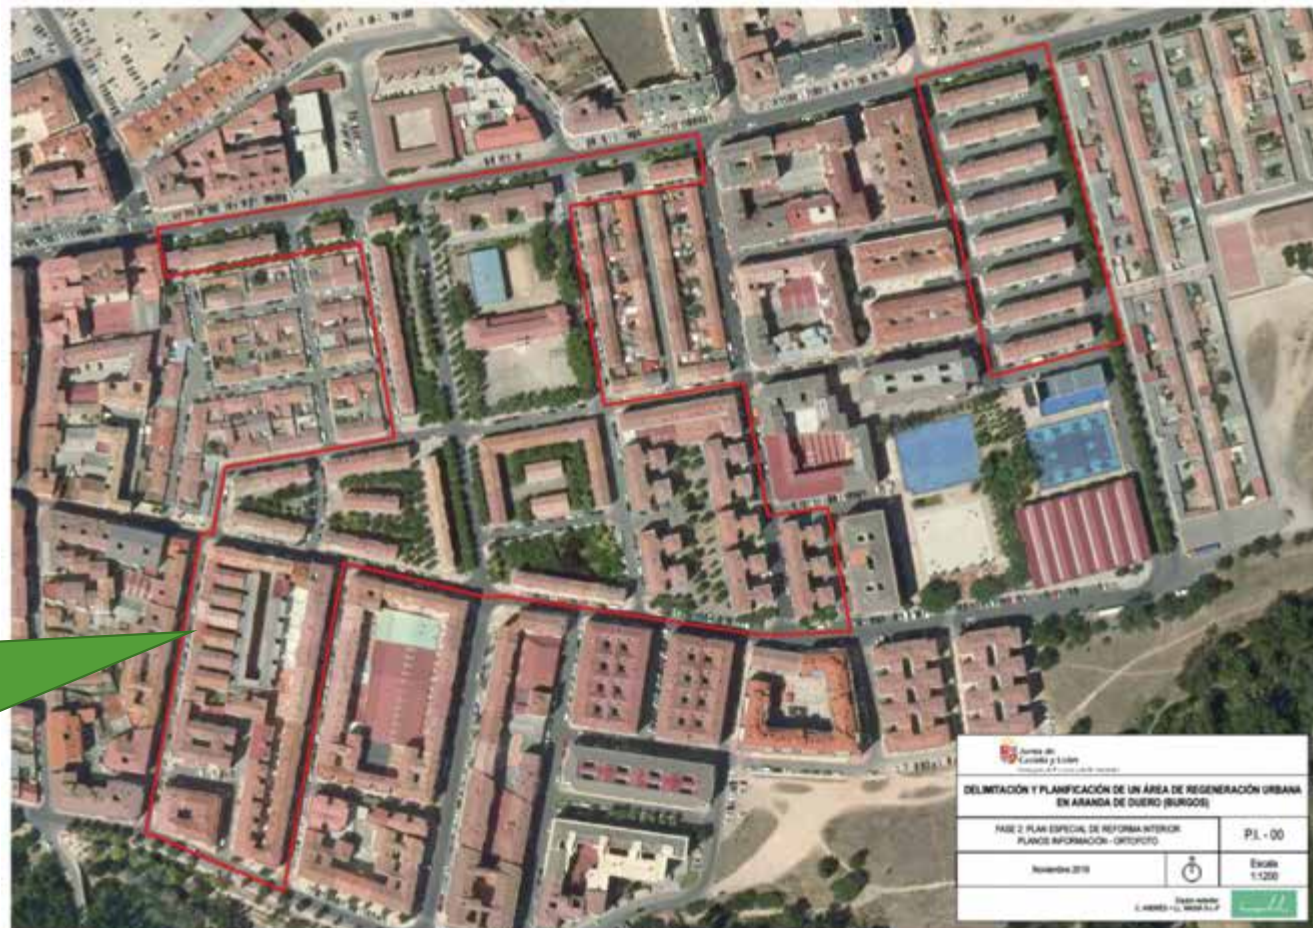 Junta de
Castilla y León
DELIMITACIÓN Y PLANIFICACIÓN DE UN ÁREA DE REGENERACIÓN URBANA
EN ARANDA DE DUERO (BURGOS)
FASE 2: PLAN ESPECIAL DE REFORMA INTERIOR
PLANOS INFORMACIÓN - ORTOFOTO
P.I. - 00
Noviembre 2019
Escala
1:1200